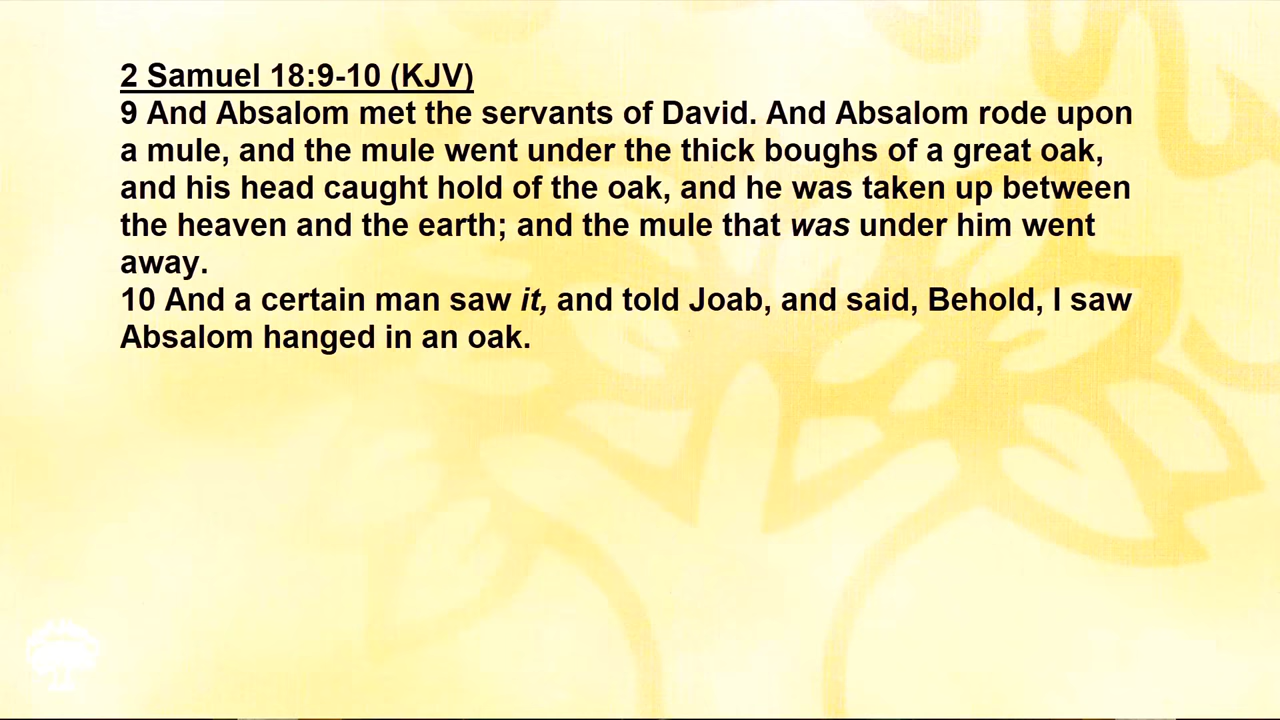 2 Samuel 18:9-10 (KJV)
9 And Absalom met the servants of David. And Absalom rode upon
a mule, and the mule went under the thick boughs of a great oak,
and his head caught hold of the oak, and he was taken up between
the heaven and the earth; and the mule that was under him went
away.
10 And a certain man saw it, and told Joab, and said, Behold, I saw
Absalom hanged in an oak.